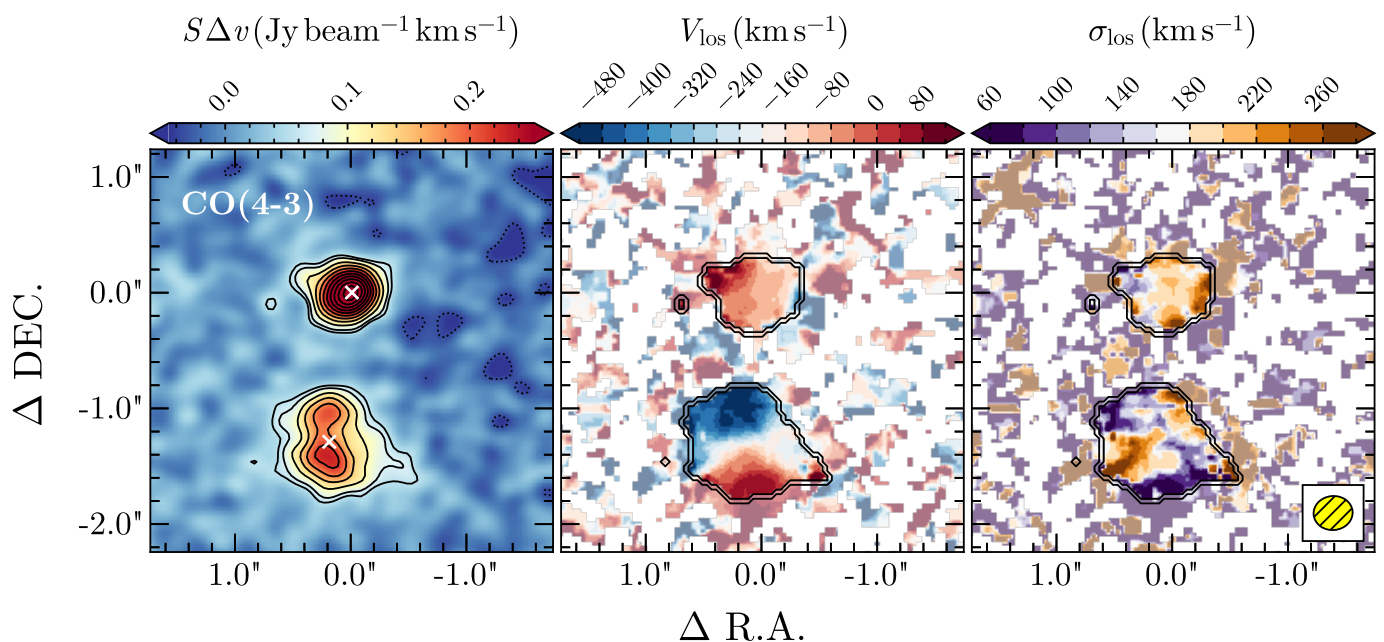 SΔv(Jy beam⁻¹ km s⁻¹) V_los (km s⁻¹) σ_los (km s⁻¹)
0.0 0.1 0.2 −480 −400 −320 −240 −160 −80 0 80 60 100 140 180 220 260
CO(4-3)
1.0"
0.0"
-1.0"
-2.0"
Δ DEC.
1.0" 0.0" -1.0" 1.0" 0.0" -1.0" 1.0" 0.0" -1.0"
Δ R.A.